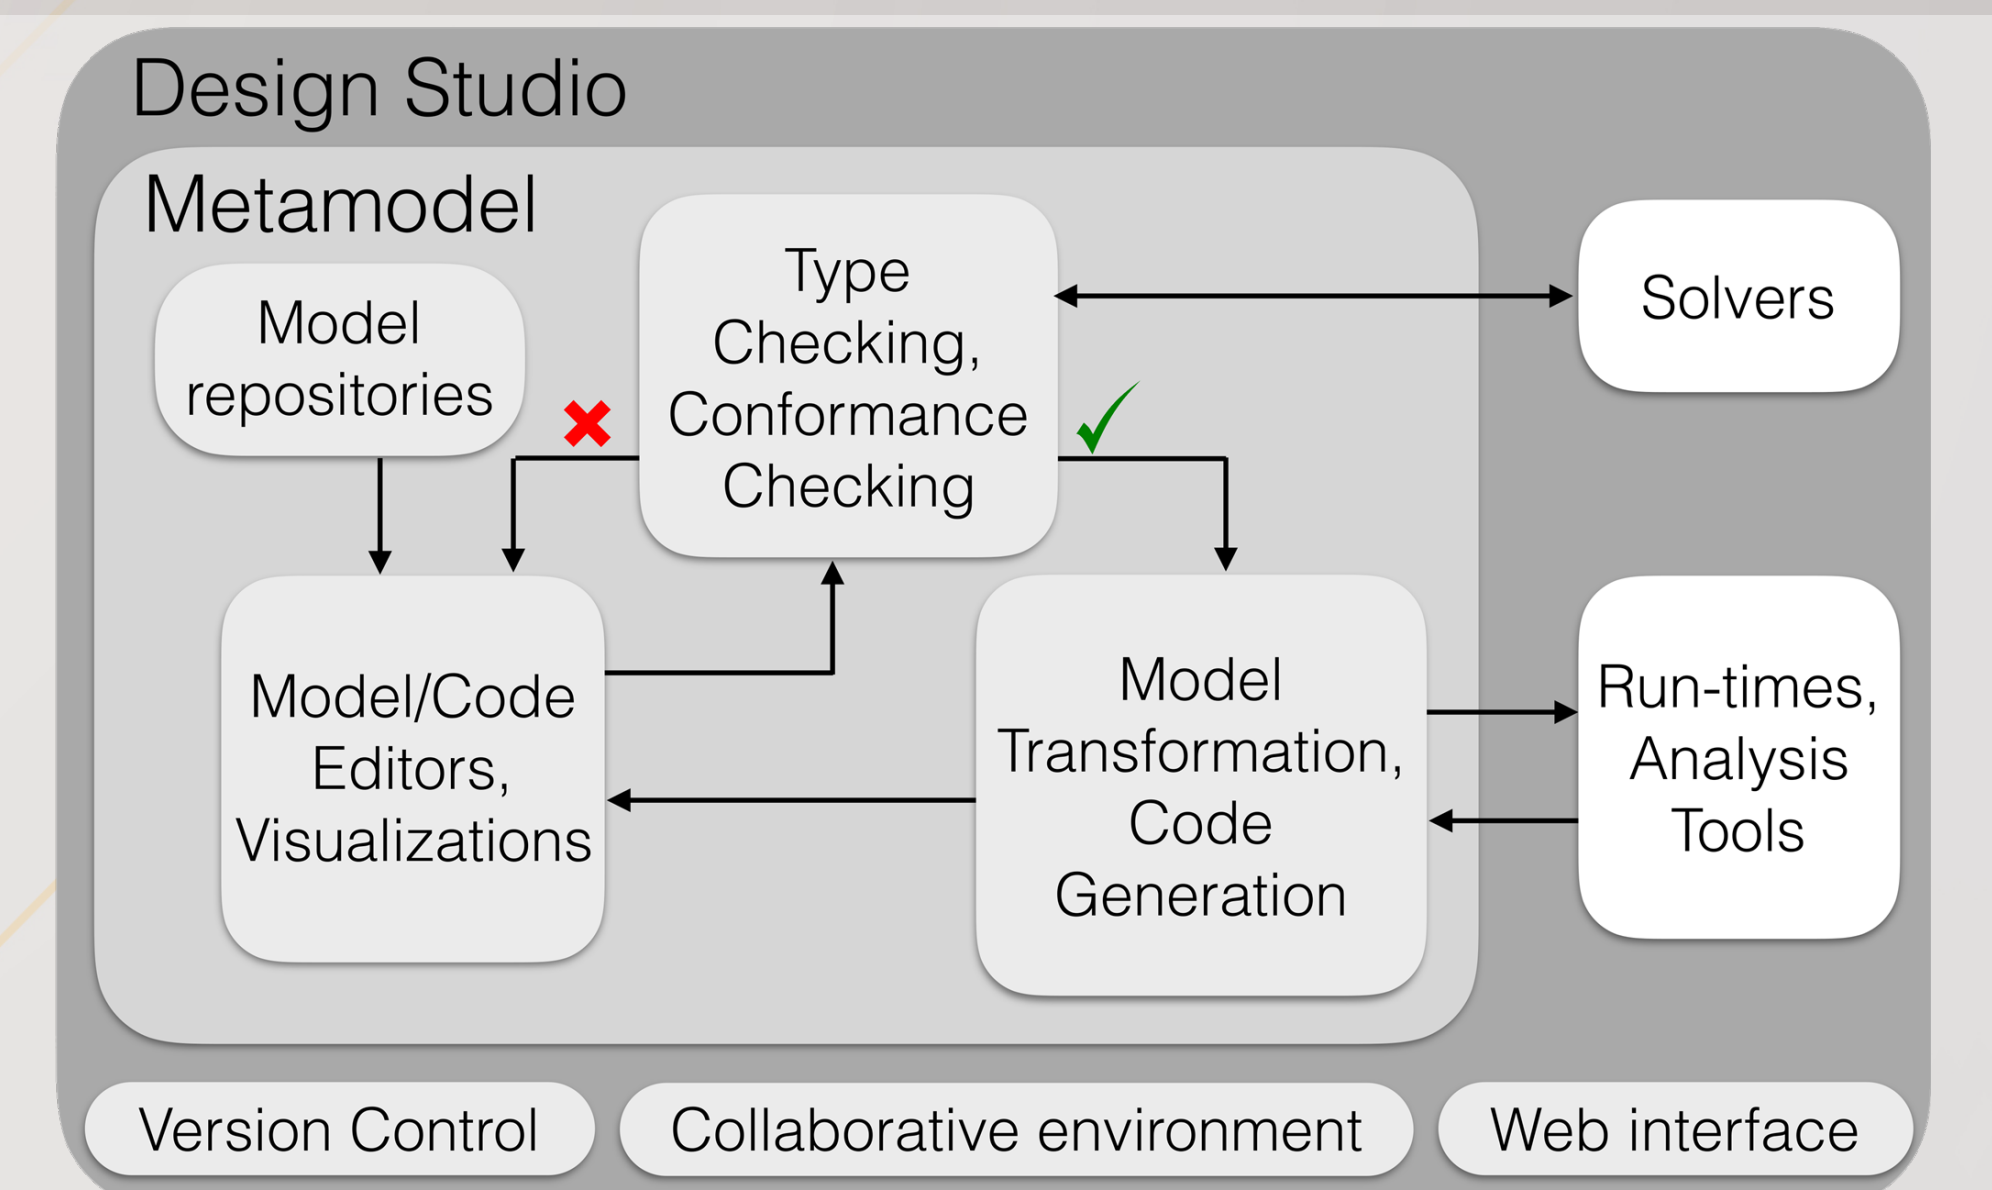 Design Studio
Metamodel
Model
repositories
Type
Checking,
Conformance
Checking
Solvers
Model/Code
Editors,
Visualizations
Model
Transformation,
Code
Generation
Run-times,
Analysis
Tools
Version Control
Collaborative environment
Web interface